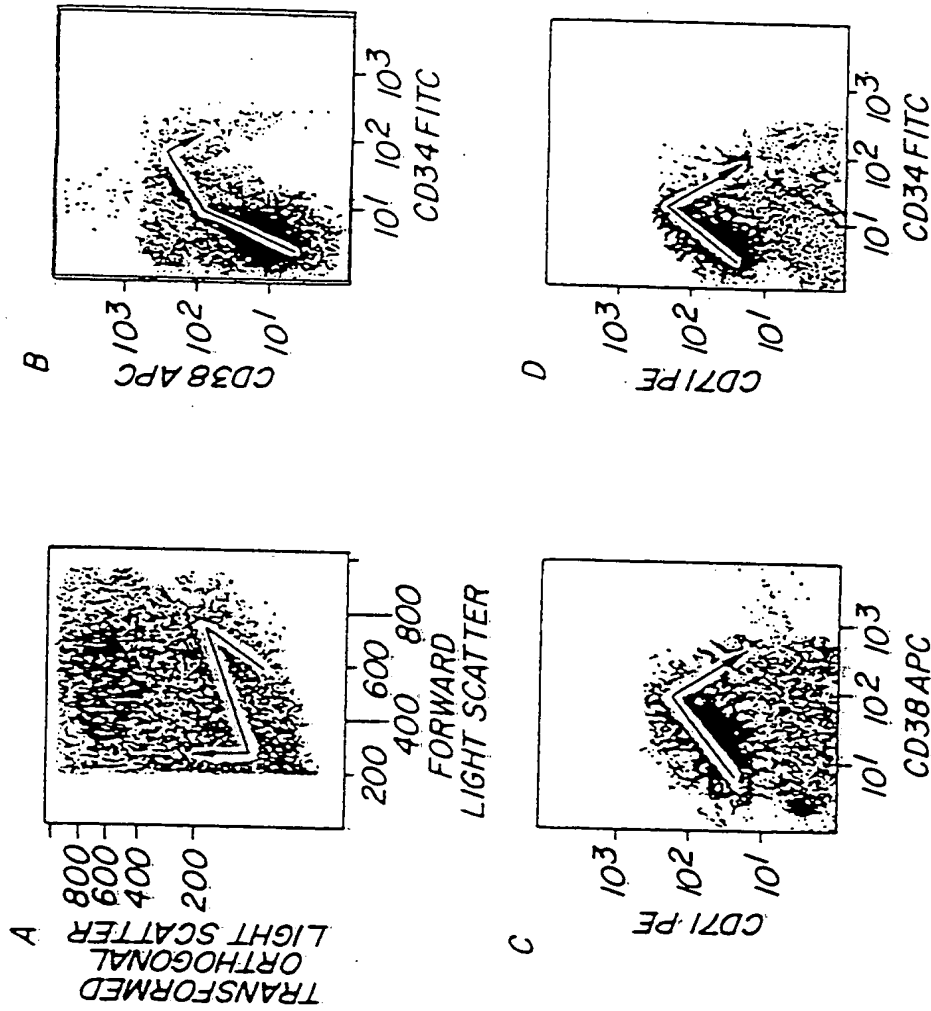 A
TRANSFORMED
ORTHOGONAL
LIGHT SCATTER
800
600
400
200
200 400 600 800
FORWARD
LIGHT SCATTER
B
CD38 APC
10³
10²
10¹
10¹ 10² 10³
CD34 FITC
C
CD71-PE
10³
10²
10¹
10¹ 10² 10³
CD38 APC
D
CD71PE
10³
10²
10¹
10¹ 10² 10³
CD34 FITC